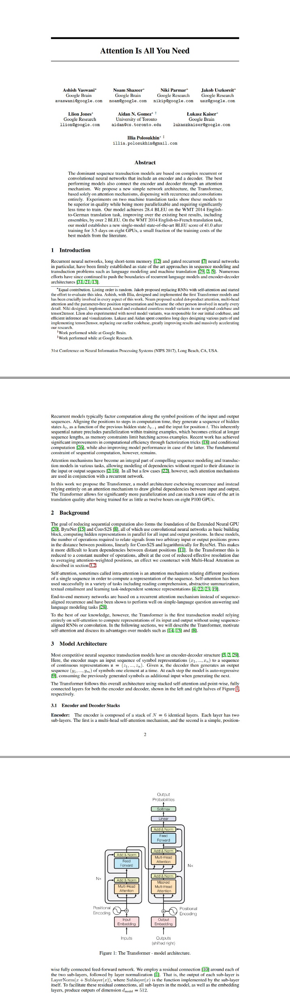 Attention Is All You Need
Ashish Vaswani* Noam Shazeer* Niki Parmar* Jakob Uszkoreit*
Google Brain Google Brain Google Research Google Research
avaswani@google.com noam@google.com nikip@google.com usz@google.com
Llion Jones* Aidan N. Gomez* † Łukasz Kaiser*
Google Research University of Toronto Google Brain
llion@google.com aidan@cs.toronto.edu lukaszkaiser@google.com
Illia Polosukhin* ‡
illia.polosukhin@gmail.com
Abstract
The dominant sequence transduction models are based on complex recurrent or
convolutional neural networks that include an encoder and a decoder. The best
performing models also connect the encoder and decoder through an attention
mechanism. We propose a new simple network architecture, the Transformer,
based solely on attention mechanisms, dispensing with recurrence and convolutions
entirely. Experiments on two machine translation tasks show these models to
be superior in quality while being more parallelizable and requiring significantly
less time to train. Our model achieves 28.4 BLEU on the WMT 2014 English-
to-German translation task, improving over the existing best results, including
ensembles, by over 2 BLEU. On the WMT 2014 English-to-French translation task,
our model establishes a new single-model state-of-the-art BLEU score of 41.0 after
training for 3.5 days on eight GPUs, a small fraction of the training costs of the
best models from the literature.
1 Introduction
Recurrent neural networks, long short-term memory [12] and gated recurrent [7] neural networks
in particular, have been firmly established as state of the art approaches in sequence modeling and
transduction problems such as language modeling and machine translation [29, 2, 5]. Numerous
efforts have since continued to push the boundaries of recurrent language models and encoder-decoder
architectures [31, 21, 13].
*Equal contribution. Listing order is random. Jakob proposed replacing RNNs with self-attention and started
the effort to evaluate this idea. Ashish, with Illia, designed and implemented the first Transformer models and
has been crucially involved in every aspect of this work. Noam proposed scaled dot-product attention, multi-head
attention and the parameter-free position representation and became the other person involved in nearly every
detail. Niki designed, implemented, tuned and evaluated countless model variants in our original codebase and
tensor2tensor. Llion also experimented with novel model variants, was responsible for our initial codebase, and
efficient inference and visualizations. Lukasz and Aidan spent countless long days designing various parts of and
implementing tensor2tensor, replacing our earlier codebase, greatly improving results and massively accelerating
our research.
†Work performed while at Google Brain.
‡Work performed while at Google Research.
31st Conference on Neural Information Processing Systems (NIPS 2017), Long Beach, CA, USA.
Recurrent models typically factor computation along the symbol positions of the input and output
sequences. Aligning the positions to steps in computation time, they generate a sequence of hidden
states hₜ, as a function of the previous hidden state hₜ₋₁ and the input for position t. This inherently
sequential nature precludes parallelization within training examples, which becomes critical at longer
sequence lengths, as memory constraints limit batching across examples. Recent work has achieved
significant improvements in computational efficiency through factorization tricks [18] and conditional
computation [26], while also improving model performance in case of the latter. The fundamental
constraint of sequential computation, however, remains.
Attention mechanisms have become an integral part of compelling sequence modeling and transduc-
tion models in various tasks, allowing modeling of dependencies without regard to their distance in
the input or output sequences [2, 16]. In all but a few cases [22], however, such attention mechanisms
are used in conjunction with a recurrent network.
In this work we propose the Transformer, a model architecture eschewing recurrence and instead
relying entirely on an attention mechanism to draw global dependencies between input and output.
The Transformer allows for significantly more parallelization and can reach a new state of the art in
translation quality after being trained for as little as twelve hours on eight P100 GPUs.
2 Background
The goal of reducing sequential computation also forms the foundation of the Extended Neural GPU
[20], ByteNet [15] and ConvS2S [8], all of which use convolutional neural networks as basic building
block, computing hidden representations in parallel for all input and output positions. In these models,
the number of operations required to relate signals from two arbitrary input or output positions grows
in the distance between positions, linearly for ConvS2S and logarithmically for ByteNet. This makes
it more difficult to learn dependencies between distant positions [11]. In the Transformer this is
reduced to a constant number of operations, albeit at the cost of reduced effective resolution due
to averaging attention-weighted positions, an effect we counteract with Multi-Head Attention as
described in section 3.2.
Self-attention, sometimes called intra-attention is an attention mechanism relating different positions
of a single sequence in order to compute a representation of the sequence. Self-attention has been
used successfully in a variety of tasks including reading comprehension, abstractive summarization,
textual entailment and learning task-independent sentence representations [4, 22, 23, 19].
End-to-end memory networks are based on a recurrent attention mechanism instead of sequence-
aligned recurrence and have been shown to perform well on simple-language question answering and
language modeling tasks [28].
To the best of our knowledge, however, the Transformer is the first transduction model relying
entirely on self-attention to compute representations of its input and output without using sequence-
aligned RNNs or convolution. In the following sections, we will describe the Transformer, motivate
self-attention and discuss its advantages over models such as [14, 15] and [8].
3 Model Architecture
Most competitive neural sequence transduction models have an encoder-decoder structure [5, 2, 29].
Here, the encoder maps an input sequence of symbol representations (x₁, ..., xₙ) to a sequence
of continuous representations z = (z₁, ..., zₙ). Given z, the decoder then generates an output
sequence (y₁, ..., yₘ) of symbols one element at a time. At each step the model is auto-regressive
[9], consuming the previously generated symbols as additional input when generating the next.
The Transformer follows this overall architecture using stacked self-attention and point-wise, fully
connected layers for both the encoder and decoder, shown in the left and right halves of Figure 1,
respectively.
3.1 Encoder and Decoder Stacks
Encoder: The encoder is composed of a stack of N = 6 identical layers. Each layer has two
sub-layers. The first is a multi-head self-attention mechanism, and the second is a simple, position-
2
Output
Probabilities
Softmax
Linear
Add & Norm
Feed
Forward
Add & Norm
Multi-Head
Attention
Nx
Add & Norm
Masked
Multi-Head
Attention
Add & Norm
Feed
Forward
Nx
Add & Norm
Multi-Head
Attention
Positional
Encoding
Positional
Encoding
Input
Embedding
Output
Embedding
Inputs
Outputs
(shifted right)
Figure 1: The Transformer - model architecture.
wise fully connected feed-forward network. We employ a residual connection [10] around each of
the two sub-layers, followed by layer normalization [1]. That is, the output of each sub-layer is
LayerNorm(x + Sublayer(x)), where Sublayer(x) is the function implemented by the sub-layer
itself. To facilitate these residual connections, all sub-layers in the model, as well as the embedding
layers, produce outputs of dimension d_model = 512.